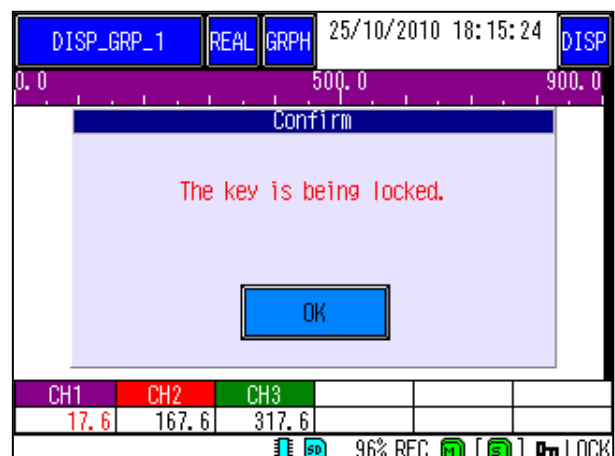 DISP_GRP_1 REAL GRPH 25/10/2010 18:15:24 DISP
0.0 500.0 900.0
Confirm
The key is being locked.
OK
CH1 CH2 CH3
17.6 167.6 317.6
SD 96% REC M [S] LOCK